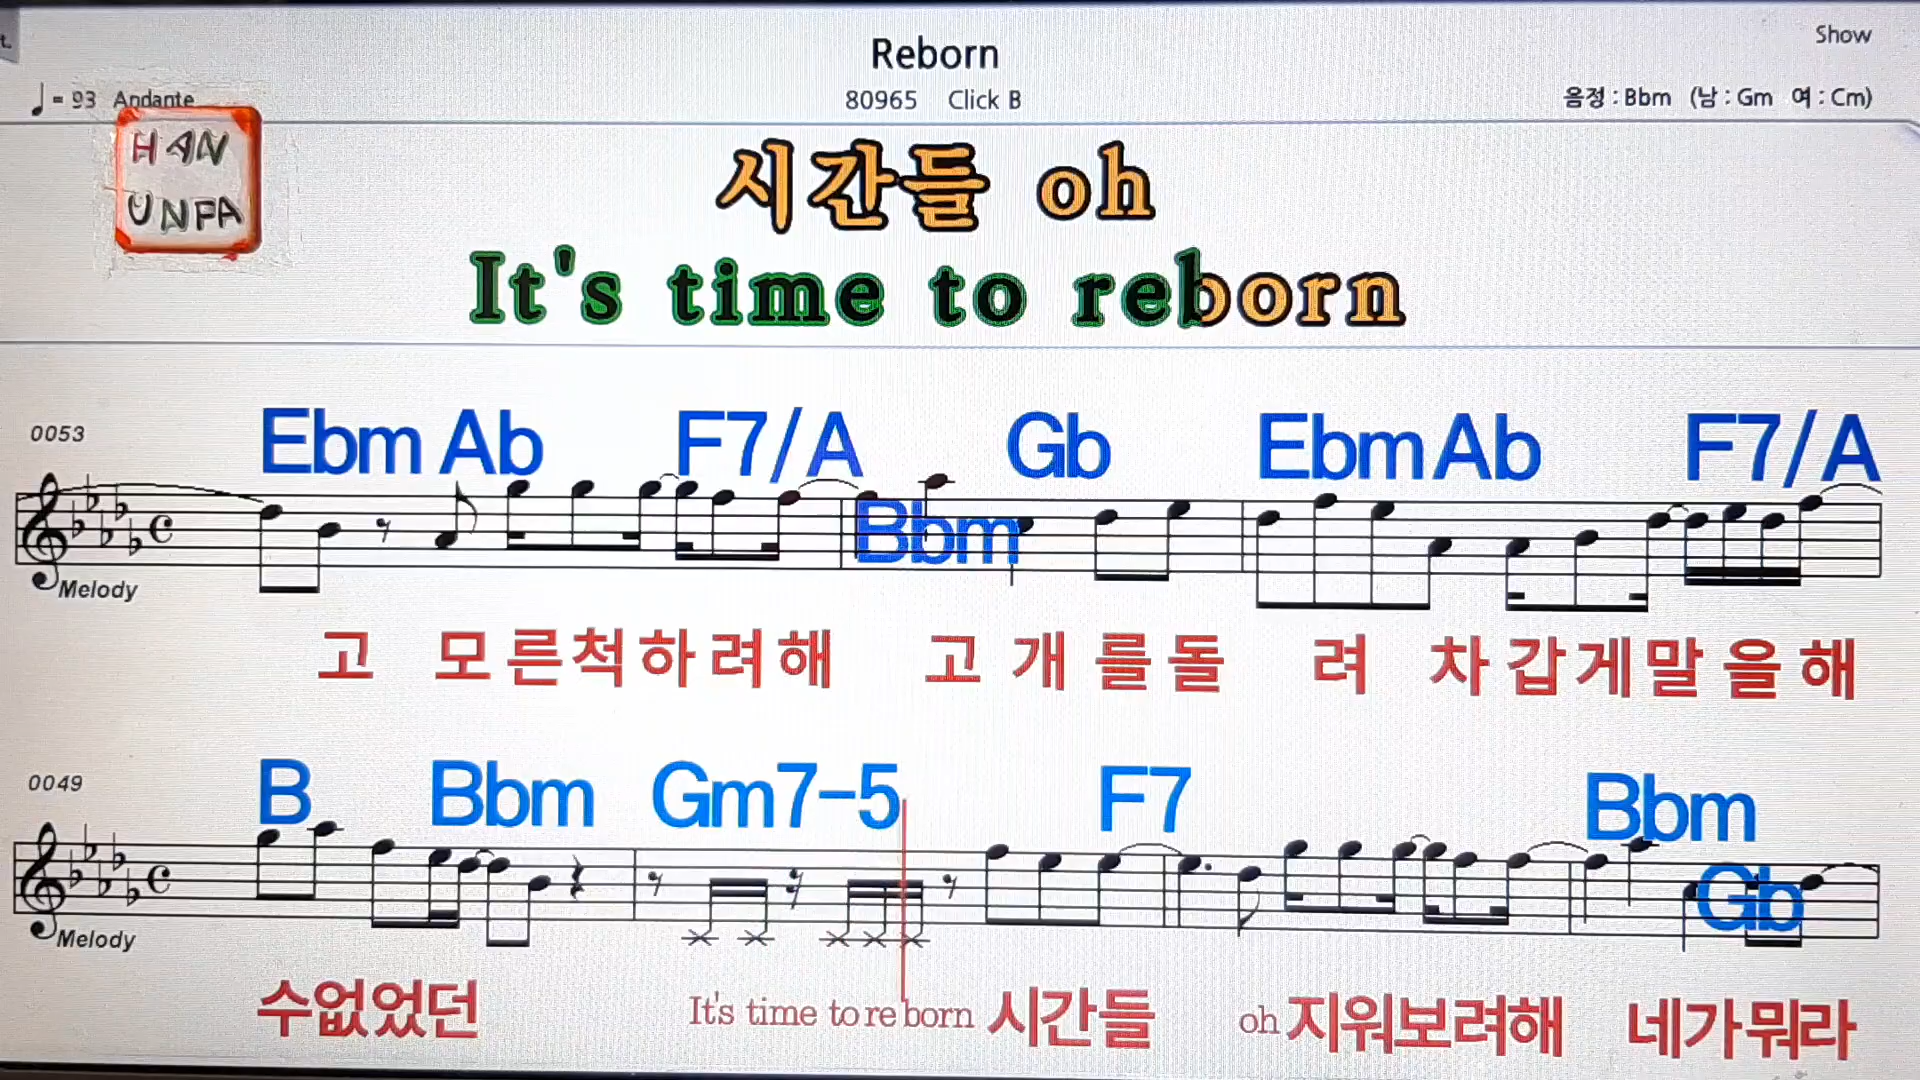 t.
Reborn
Show
♩= 93 Andante
80965 Click B
음정 : Bbm (남 : Gm 여 : Cm)
HAN
UNPA
시간들 oh
It's time to reborn
0053
Ebm Ab F7/A Bbm Gb Ebm Ab F7/A
Melody
고 모른척하려해 고개를돌려 차갑게말을해
0049
B Bbm Gm7-5 F7 Bbm Gb
Melody
수없었던 It's time to reborn 시간들 oh 지워보려해 네가뭐라